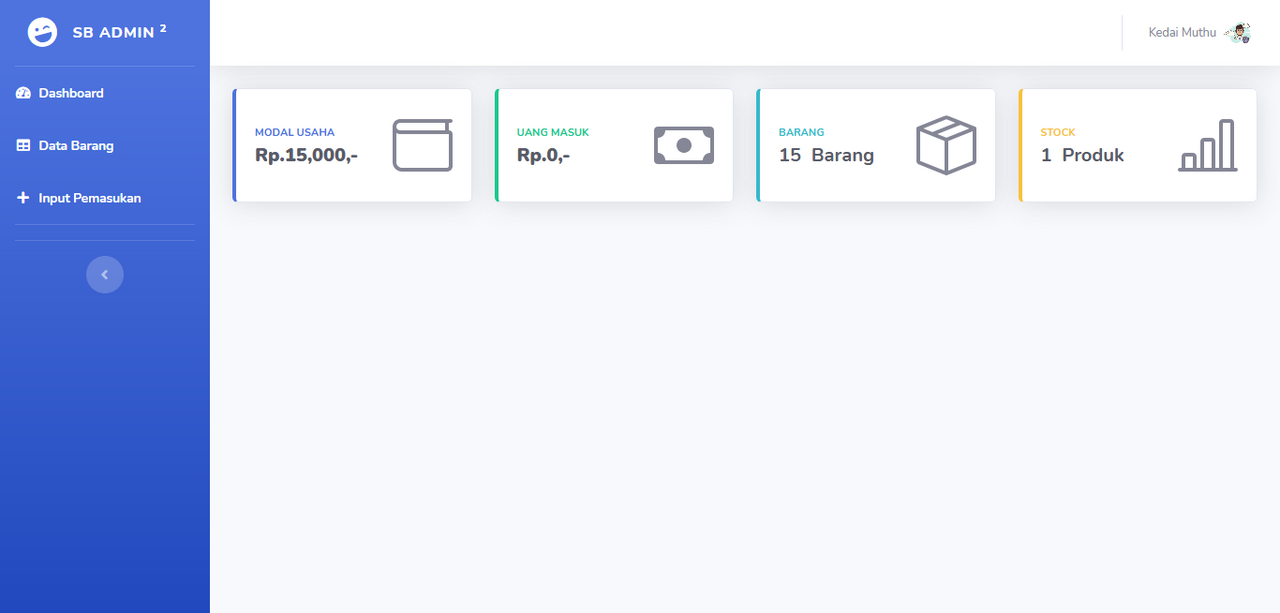 SB ADMIN 2
Kedai Muthu
Dashboard
Data Barang
Input Pemasukan
MODAL USAHA
Rp.15,000,-
UANG MASUK
Rp.0,-
BARANG
15 Barang
STOCK
1 Produk